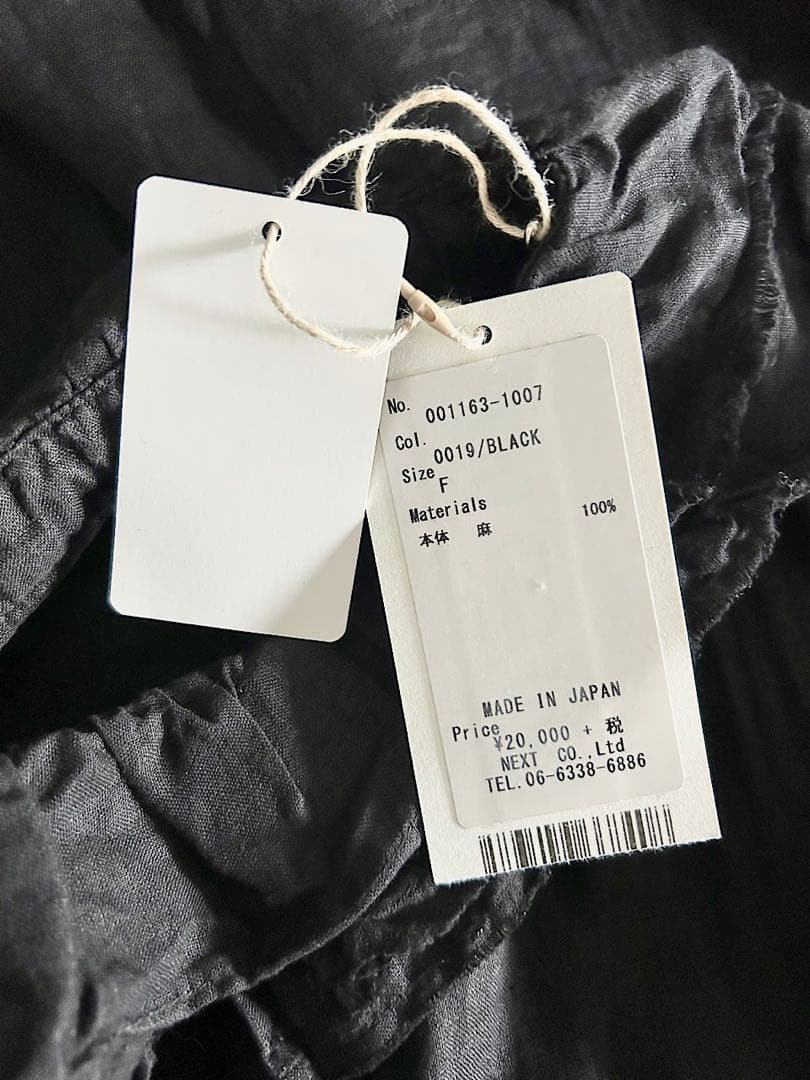 No. 001163-1007
Col. 0019/BLACK
Size F
Materials
本体 麻 100%
MADE IN JAPAN
Price ¥20,000 + 税
NEXT CO.,Ltd
TEL.06-6338-6886